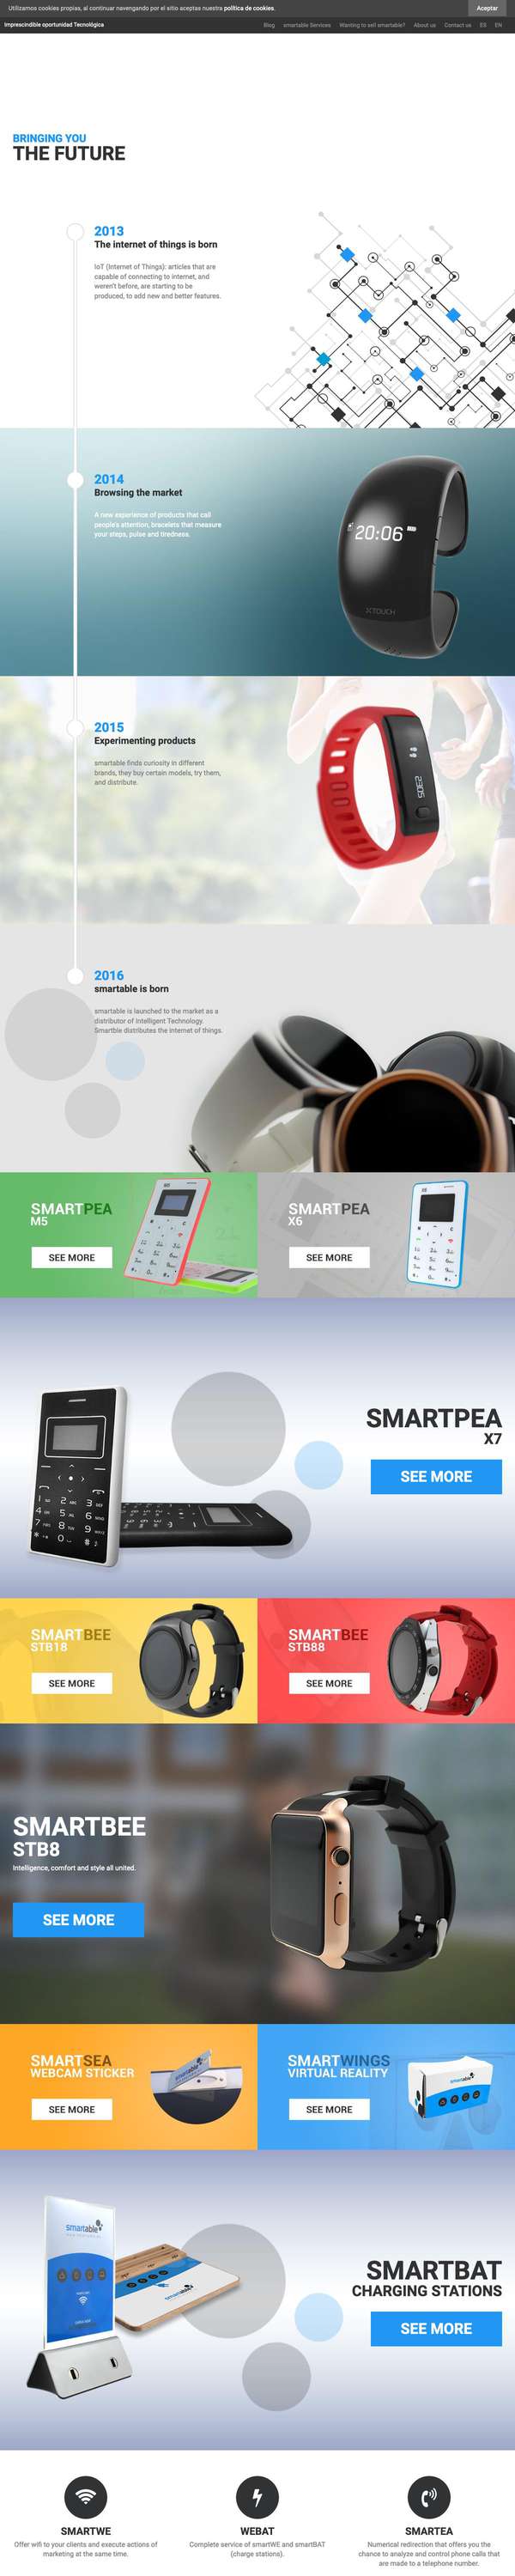 Utilizamos cookies propias, al continuar navengando por el sitio aceptas nuestra política de cookies.
Aceptar
Imprescindible oportunidad Tecnológica
Blog smartable Services Wanting to sell smartable? About us Contact us ES EN
BRINGING YOU
THE FUTURE
2013
The internet of things is born
IoT (Internet of Things): articles that are
capable of connecting to internet, and
weren't before, are starting to be
produced, to add new and better features.
2014
Browsing the market
A new experience of products that call
people's attention, bracelets that measure
your steps, pulse and tiredness.
20:06
XTOUCH
2015
Experimenting products
smartable finds curiosity in different
brands, they buy certain models, try them,
and distribute.
2016
smartable is born
smartable is launched to the market as a
distributor of Intelligent Technology.
Smartble distributes the internet of things.
SMARTPEA
M5
SEE MORE
SMARTPEA
X6
SEE MORE
SMARTPEA
X7
SEE MORE
SMARTBEE
STB18
SEE MORE
SMARTBEE
STB88
SEE MORE
SMARTBEE
STB8
Intelligence, comfort and style all united.
SEE MORE
SMARTSEA
WEBCAM STICKER
SEE MORE
SMARTWINGS
VIRTUAL REALITY
SEE MORE
smartable
SMARTBAT
CHARGING STATIONS
SEE MORE
SMARTWE
Offer wifi to your clients and execute actions of
marketing at the same time.
WEBAT
Complete service of smartWE and smartBAT
(charge stations).
SMARTEA
Numerical redirection that offers you the
chance to analyze and control phone calls that
are made to a telephone number.